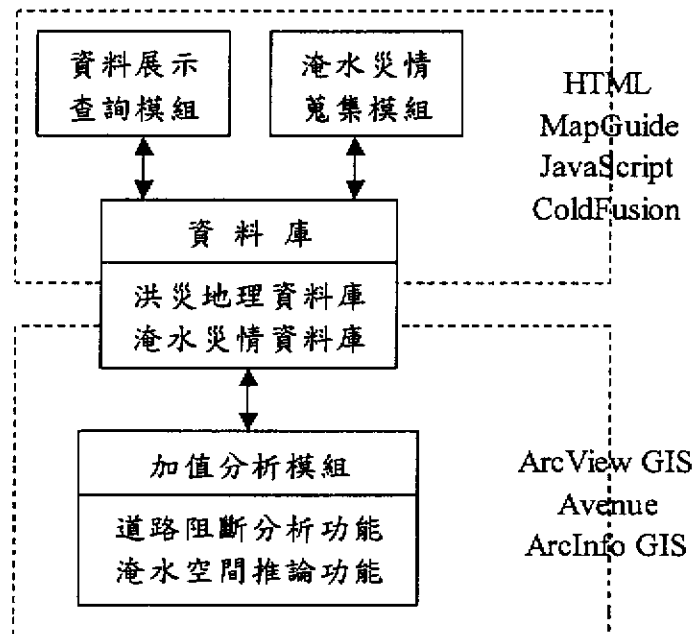 資料展示
查詢模組
淹水災情
蒐集模組
HTML
MapGuide
JavaScript
ColdFusion
資料庫
洪災地理資料庫
淹水災情資料庫
加值分析模組
道路阻斷分析功能
淹水空間推論功能
ArcView GIS
Avenue
ArcInfo GIS